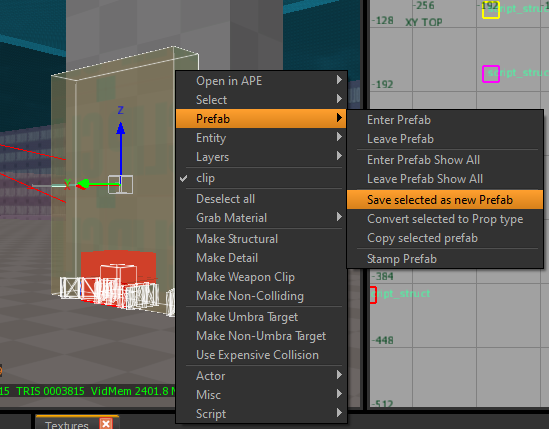 -256
-192
script_struct
-128
XY TOP
-192
script_struct
Z
Y
Open in APE
Select
Prefab
Entity
Layers
clip
Deselect all
Grab Material
Make Structural
Make Detail
Make Weapon Clip
Make Non-Colliding
Make Umbra Target
Make Non-Umbra Target
Use Expensive Collision
Actor
Misc
Script
Enter Prefab
Leave Prefab
Enter Prefab Show All
Leave Prefab Show All
Save selected as new Prefab
Convert selected to Prop type
Copy selected prefab
Stamp Prefab
-384
ript_struct
-448
-512
15 TRIS 0003815 VidMem 2401.8 M
Textures